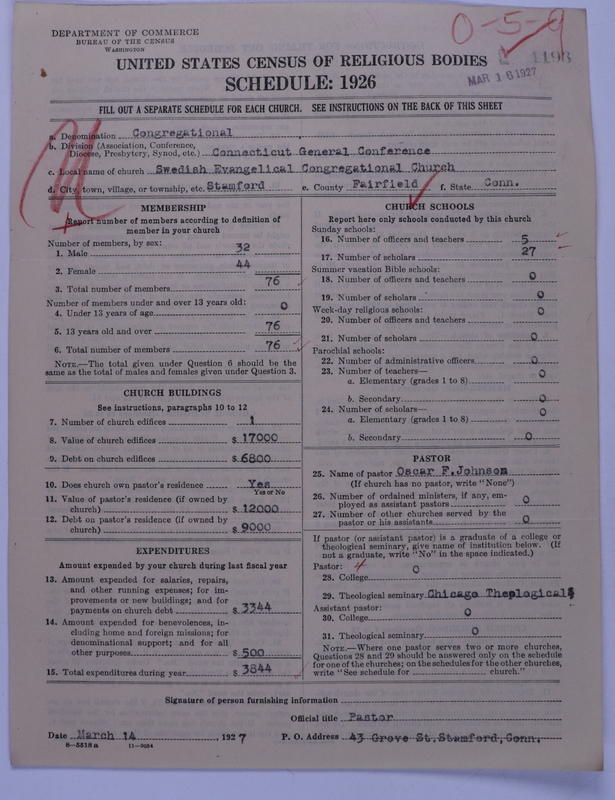 DEPARTMENT OF COMMERCE
BUREAU OF THE CENSUS
WASHINGTON
0-5-9
1193
MAR 16 1927
UNITED STATES CENSUS OF RELIGIOUS BODIES
SCHEDULE: 1926
FILL OUT A SEPARATE SCHEDULE FOR EACH CHURCH. SEE INSTRUCTIONS ON THE BACK OF THIS SHEET
a. Denomination Congregational
b. Division (Association, Conference,
Diocese, Presbytery, Synod, etc.) Connecticut General Conference
c. Local name of church Swedish Evangelical Congregational Church
d. City, town, village, or township, etc. Stamford e. County Fairfield f. State Conn.
MEMBERSHIP
Report number of members according to definition of
member in your church
Number of members, by sex:
1. Male 32
2. Female 44
3. Total number of members 76
Number of members under and over 13 years old:
4. Under 13 years of age 0
5. 13 years old and over 76
6. Total number of members 76
NOTE.—The total given under Question 6 should be the
same as the total of males and females given under Question 3.
CHURCH BUILDINGS
See instructions, paragraphs 10 to 12
7. Number of church edifices 1
8. Value of church edifices $ 17000
9. Debt on church edifices $ 6800
10. Does church own pastor's residence Yes
Yes or No
11. Value of pastor's residence (if owned by
church) $ 12000
12. Debt on pastor's residence (if owned by
church) $ 9000
EXPENDITURES
Amount expended by your church during last fiscal year
13. Amount expended for salaries, repairs,
and other running expenses; for im-
provements or new buildings; and for
payments on church debt $ 3344
14. Amount expended for benevolences, in-
cluding home and foreign missions; for
denominational support; and for all
other purposes $ 500
15. Total expenditures during year $ 3844
CHURCH SCHOOLS
Report here only schools conducted by this church
Sunday schools:
16. Number of officers and teachers 5
17. Number of scholars 27
Summer vacation Bible schools:
18. Number of officers and teachers 0
19. Number of scholars 0
Week-day religious schools:
20. Number of officers and teachers 0
21. Number of scholars 0
Parochial schools:
22. Number of administrative officers 0
23. Number of teachers—
a. Elementary (grades 1 to 8) 0
b. Secondary 0
24. Number of scholars—
a. Elementary (grades 1 to 8) 0
b. Secondary 0
PASTOR
25. Name of pastor Oscar F. Johnson
(If church has no pastor, write "None")
26. Number of ordained ministers, if any, em-
ployed as assistant pastors 0
27. Number of other churches served by the
pastor or his assistants 0
If pastor (or assistant pastor) is a graduate of a college or
theological seminary, give name of institution below. (If
not a graduate, write "No" in the space indicated.)
Pastor: 4
28. College 0
29. Theological seminary Chicago Theological
Assistant pastor:
30. College 0
31. Theological seminary 0
NOTE.—Where one pastor serves two or more churches,
Questions 28 and 29 should be answered only on the schedule
for one of the churches; on the schedules for the other churches,
write "See schedule for church."
Signature of person furnishing information
Official title Pastor
Date March 14, 1927 P. O. Address 43 Grove St. Stamford, Conn.
8—5518a 11—9054